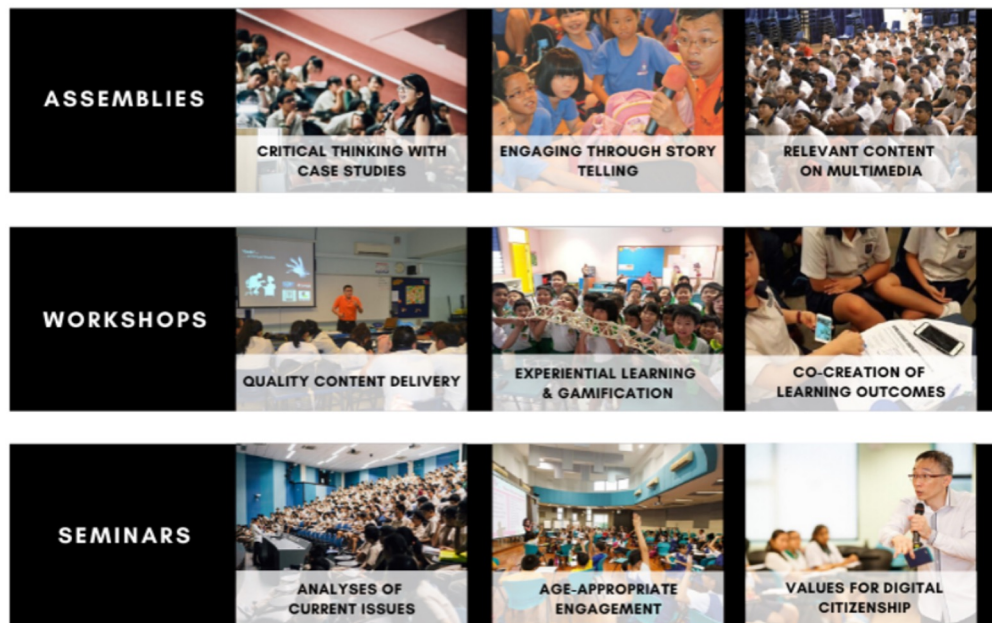 ASSEMBLIES
CRITICAL THINKING WITH
CASE STUDIES
ENGAGING THROUGH STORY
TELLING
RELEVANT CONTENT
ON MULTIMEDIA
WORKSHOPS
QUALITY CONTENT DELIVERY
EXPERIENTIAL LEARNING
& GAMIFICATION
CO-CREATION OF
LEARNING OUTCOMES
SEMINARS
ANALYSES OF
CURRENT ISSUES
AGE-APPROPRIATE
ENGAGEMENT
VALUES FOR DIGITAL
CITIZENSHIP